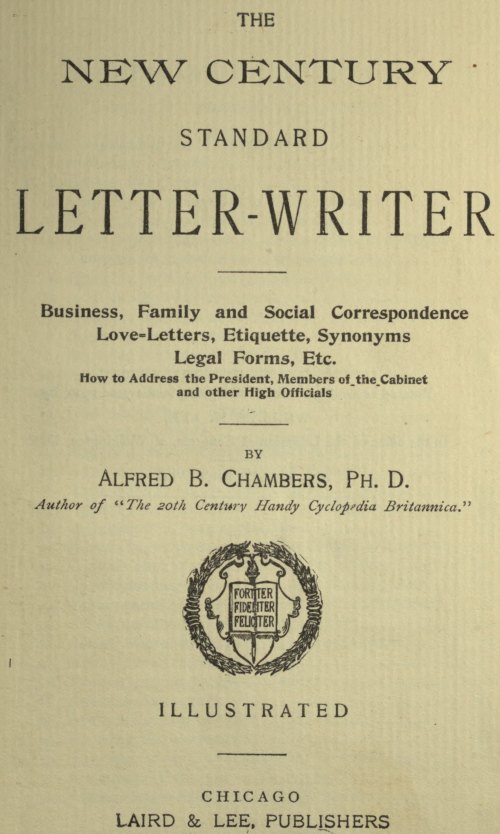 THE
NEW CENTURY
STANDARD
LETTER-WRITER
Business, Family and Social Correspondence
Love=Letters, Etiquette, Synonyms
Legal Forms, Etc.
How to Address the President, Members of the Cabinet
and other High Officials
BY
ALFRED B. CHAMBERS, PH. D.
Author of "The 20th Century Handy Cyclopædia Britannica."
FORTITER
FIDELITER
FELICITER
ILLUSTRATED
CHICAGO
LAIRD & LEE, PUBLISHERS